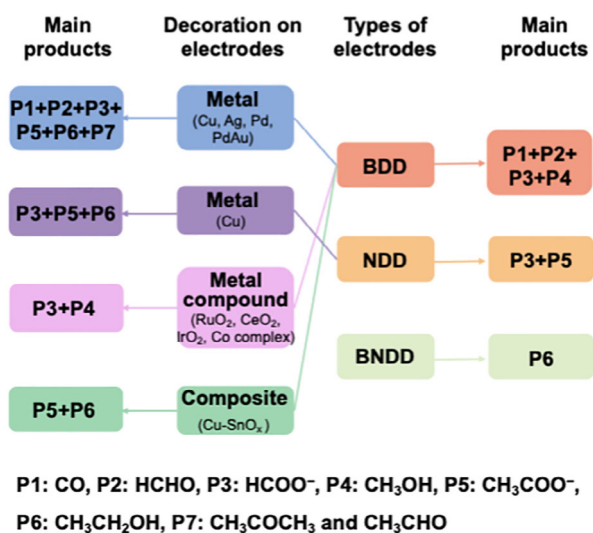 Main products
Decoration on electrodes
Types of electrodes
Main products
P1+P2+P3+
P5+P6+P7
Metal
(Cu, Ag, Pd,
PdAu)
BDD
P1+P2+
P3+P4
P3+P5+P6
Metal
(Cu)
NDD
P3+P5
P3+P4
Metal
compound
(RuO₂, CeO₂,
IrO₂, Co complex)
BNDD
P6
P5+P6
Composite
(Cu-SnOₓ)
P1: CO, P2: HCHO, P3: HCOO⁻, P4: CH₃OH, P5: CH₃COO⁻,
P6: CH₃CH₂OH, P7: CH₃COCH₃ and CH₃CHO